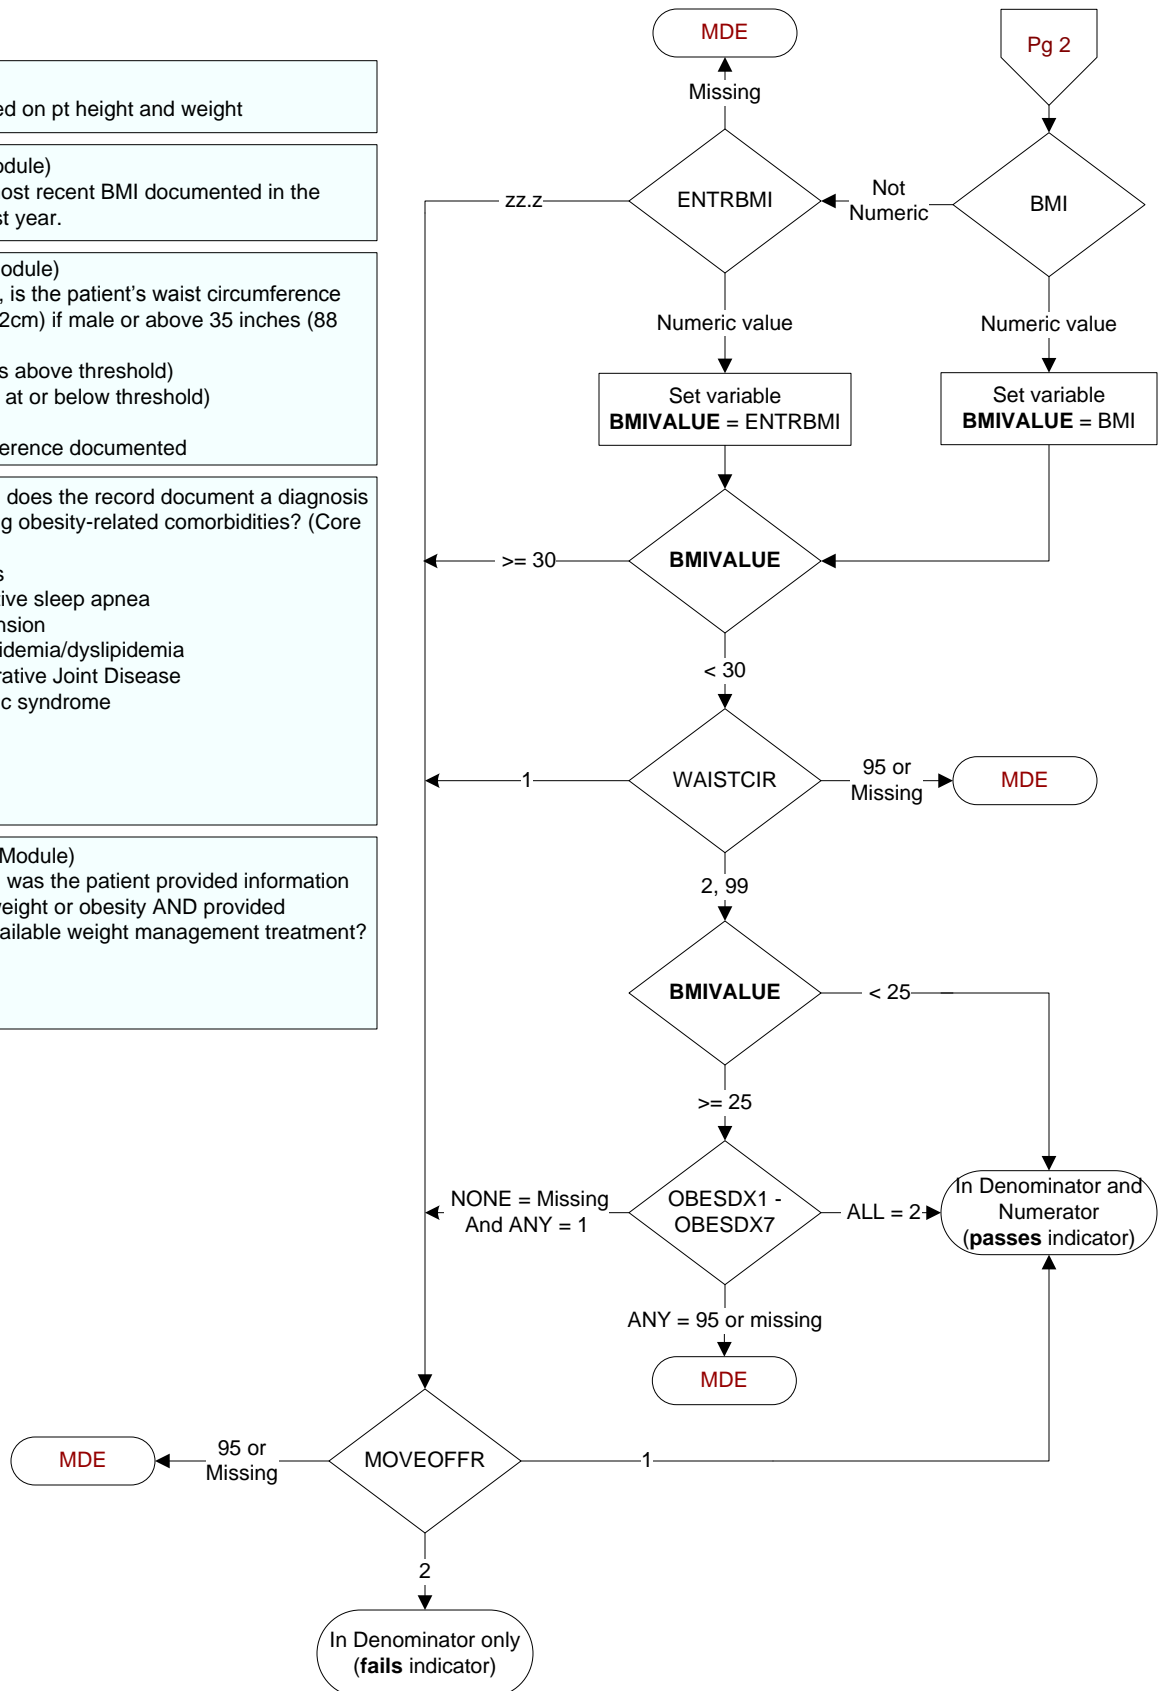 ed on pt height and weight
odule)
ost recent BMI documented in the
st year.
odule)
, is the patient's waist circumference
2cm) if male or above 35 inches (88
s above threshold)
at or below threshold)
erence documented
does the record document a diagnosis
g obesity-related comorbidities? (Core
s
tive sleep apnea
nsion
idemia/dyslipidemia
rative Joint Disease
c syndrome
Module)
was the patient provided information
weight or obesity AND provided
ailable weight management treatment?
MDE
Pg 2
Missing
zz.z
ENTRBMI
Not
Numeric
BMI
Numeric value
Numeric value
Set variable
BMIVALUE = ENTRBMI
Set variable
BMIVALUE = BMI
>= 30
BMIVALUE
< 30
1
WAISTCIR
95 or
Missing
MDE
2, 99
BMIVALUE
< 25
>= 25
NONE = Missing
And ANY = 1
OBESDX1 -
OBESDX7
ALL = 2
In Denominator and
Numerator
(passes indicator)
ANY = 95 or missing
MDE
MDE
95 or
Missing
MOVEOFFR
1
2
In Denominator only
(fails indicator)